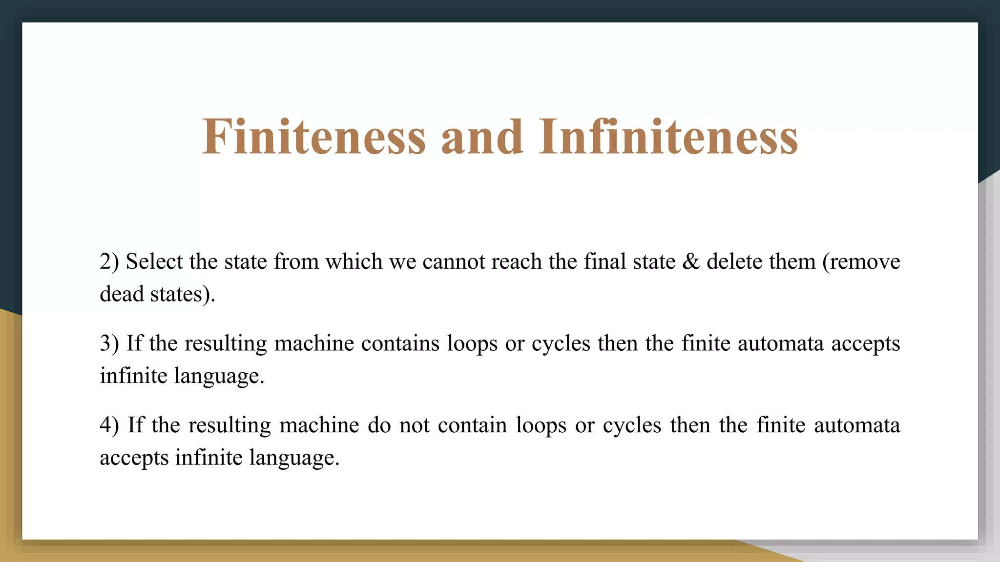 Finiteness and Infiniteness
2) Select the state from which we cannot reach the final state & delete them (remove
dead states).
3) If the resulting machine contains loops or cycles then the finite automata accepts
infinite language.
4) If the resulting machine do not contain loops or cycles then the finite automata
accepts infinite language.